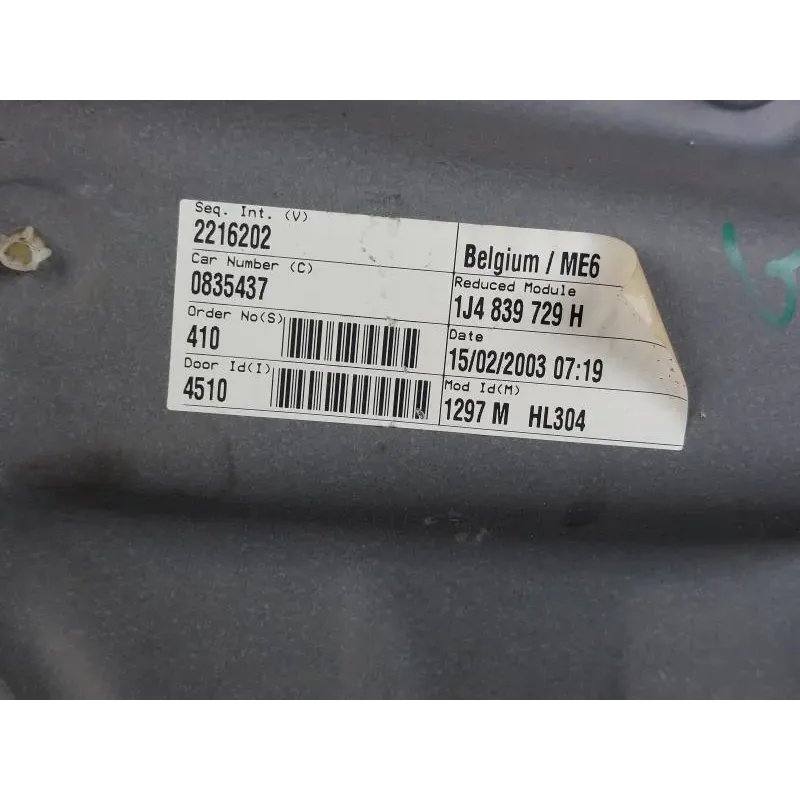 Seq. Int. (V)
2216202
Car Number (C)
0835437
Order No(S)
410
Door Id(I)
4510
Belgium / ME6
Reduced Module
1J4 839 729 H
Date
15/02/2003 07:19
Mod Id(M)
1297 M HL304